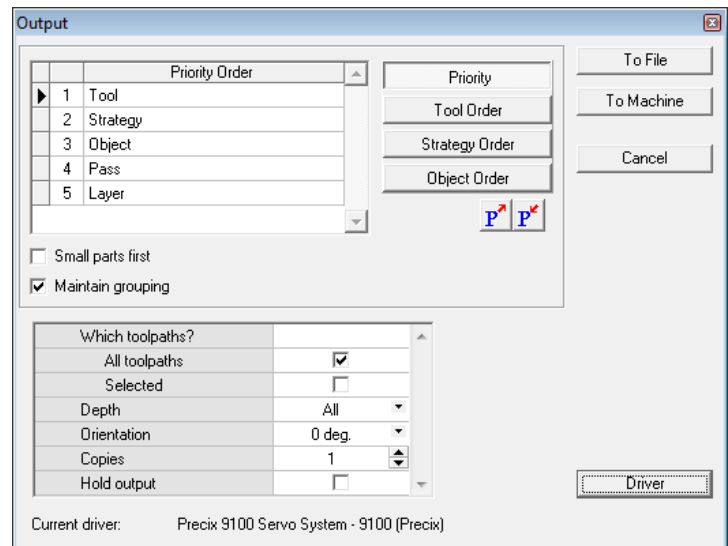 Output
Priority Order
1 Tool
2 Strategy
3 Object
4 Pass
5 Layer
Priority
Tool Order
Strategy Order
Object Order
P P
To File
To Machine
Cancel
Small parts first
Maintain grouping
Which toolpaths?
All toolpaths
Selected
Depth All
Orientation 0 deg.
Copies 1
Hold output
Driver
Current driver: Precix 9100 Servo System - 9100 (Precix)